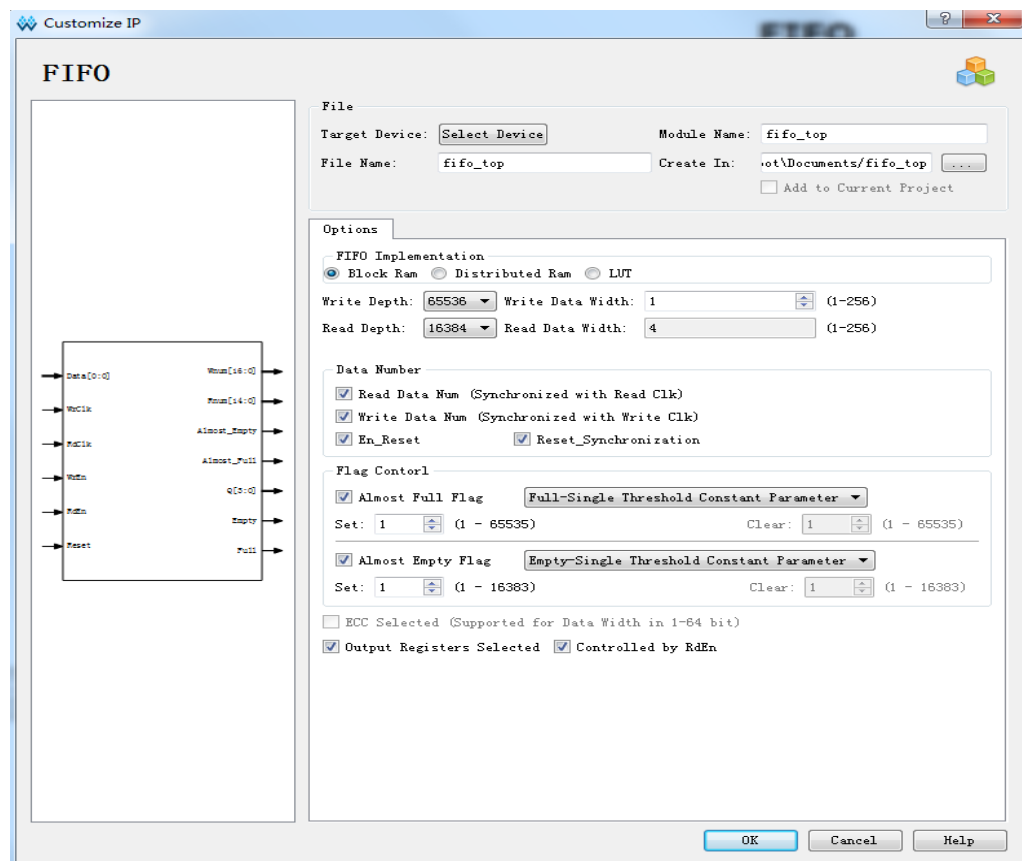 Customize IP
FIFO
File
Target Device: Select Device Module Name: fifo_top
File Name: fifo_top Create In: ot\Documents/fifo_top ...
Add to Current Project
Options
FIFO Implementation
Block Ram Distributed Ram LUT
Write Depth: 65536 Write Data Width: 1 (1-256)
Read Depth: 16384 Read Data Width: 4 (1-256)
Data Number
Read Data Num (Synchronized with Read Clk)
Write Data Num (Synchronized with Write Clk)
En_Reset Reset_Synchronization
Flag Contorl
Almost Full Flag Full-Single Threshold Constant Parameter
Set: 1 (1 - 65535) Clear: 1 (1 - 65535)
Almost Empty Flag Empty-Single Threshold Constant Parameter
Set: 1 (1 - 16383) Clear: 1 (1 - 16383)
ECC Selected (Supported for Data Width in 1-64 bit)
Output Registers Selected Controlled by RdEn
Data[0:0] Wnum[16:0]
WrClk Rnum[14:0]
Almost_Empty
RdClk Almost_Full
WrEn Q[3:0]
RdEn Empty
Reset Full
OK Cancel Help